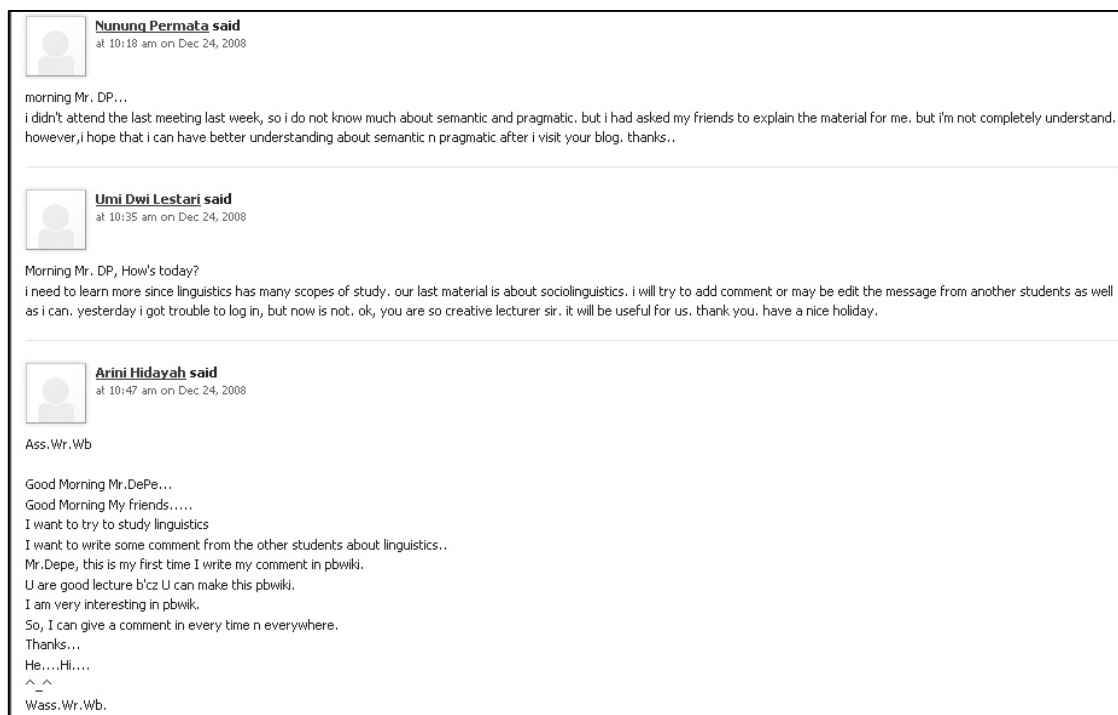 Nunung Permata said
at 10:18 am on Dec 24, 2008
morning Mr. DP...
i didn't attend the last meeting last week, so i do not know much about semantic and pragmatic. but i had asked my friends to explain the material for me. but i'm not completely understand.
however,i hope that i can have better understanding about semantic n pragmatic after i visit your blog. thanks..
Umi Dwi Lestari said
at 10:35 am on Dec 24, 2008
Morning Mr. DP, How's today?
i need to learn more since linguistics has many scopes of study. our last material is about sociolinguistics. i will try to add comment or may be edit the message from another students as well
as i can. yesterday i got trouble to log in, but now is not. ok, you are so creative lecturer sir. it will be useful for us. thank you. have a nice holiday.
Arini Hidayah said
at 10:47 am on Dec 24, 2008
Ass.Wr.Wb
Good Morning Mr.DePe...
Good Morning My friends.....
I want to try to study linguistics
I want to write some comment from the other students about linguistics..
Mr.Depe, this is my first time I write my comment in pbwiki.
U are good lecture b'cz U can make this pbwiki.
I am very interesting in pbwik.
So, I can give a comment in every time n everywhere.
Thanks...
He....Hi....
^_^
Wass.Wr.Wb.